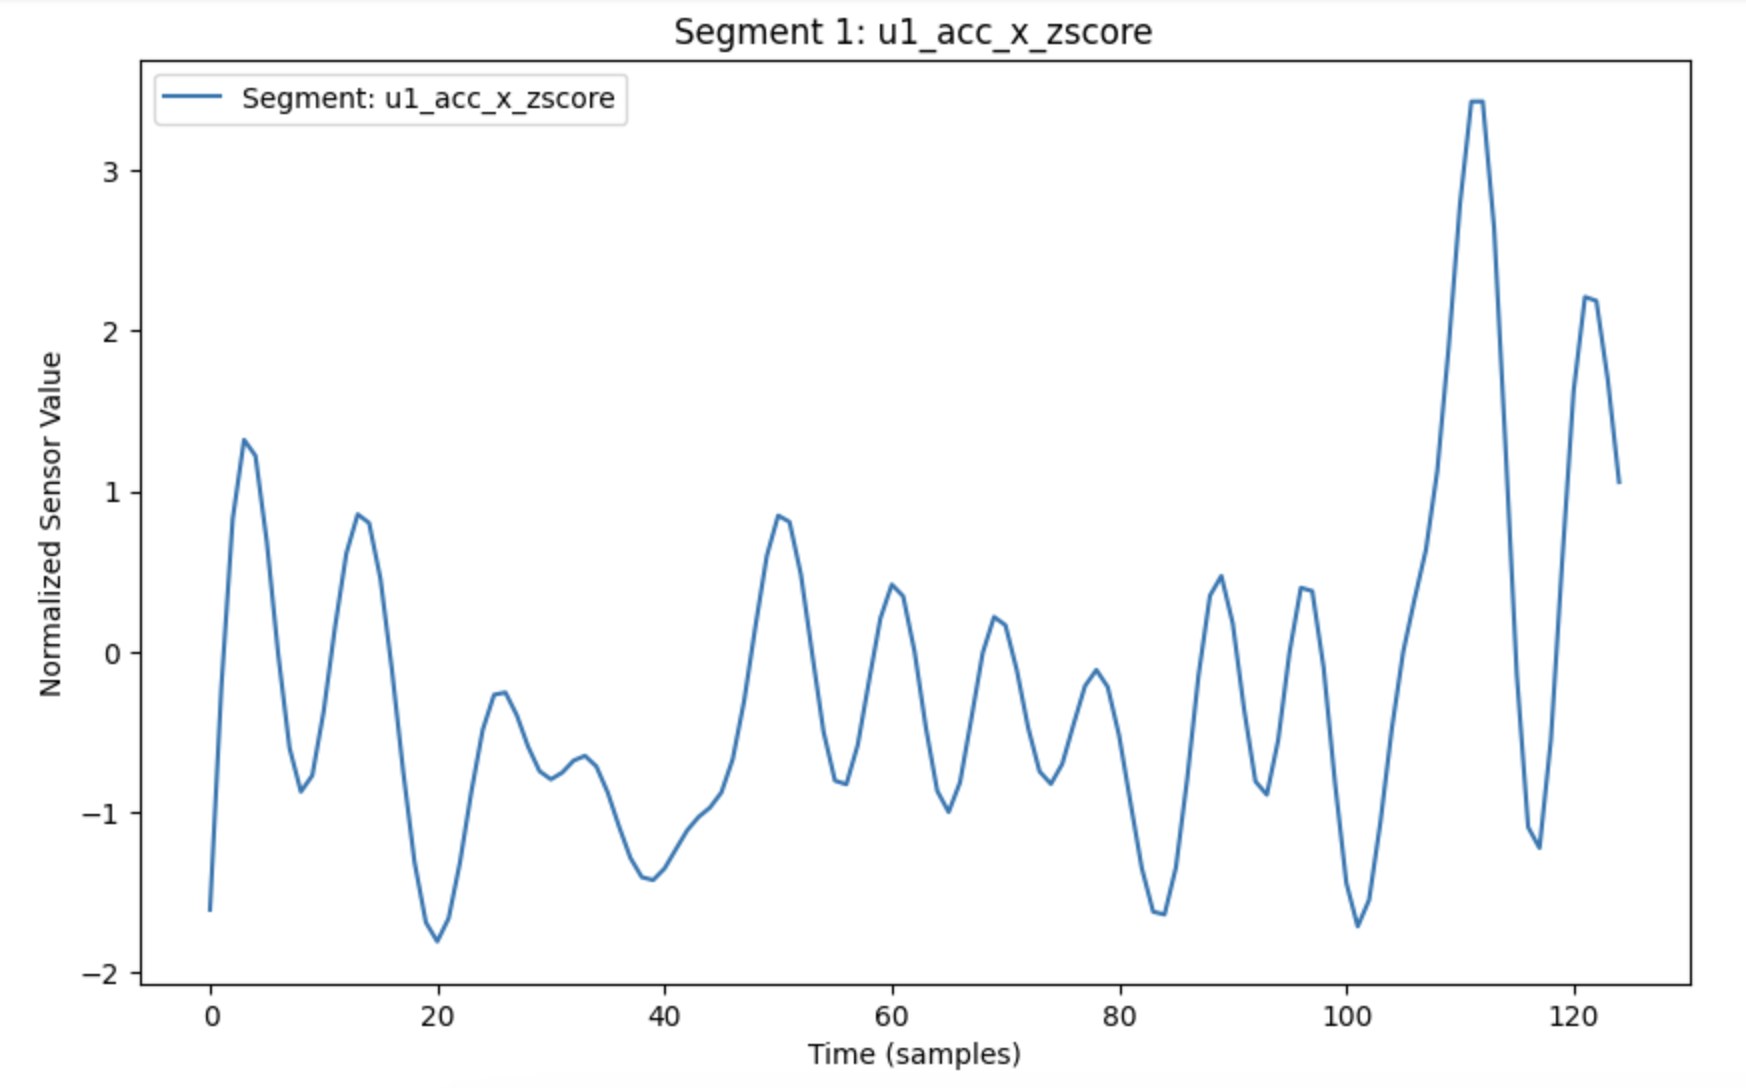 Segment 1: u1_acc_x_zscore
Segment: u1_acc_x_zscore
Normalized Sensor Value
3
2
1
0
−1
−2
0 20 40 60 80 100 120
Time (samples)